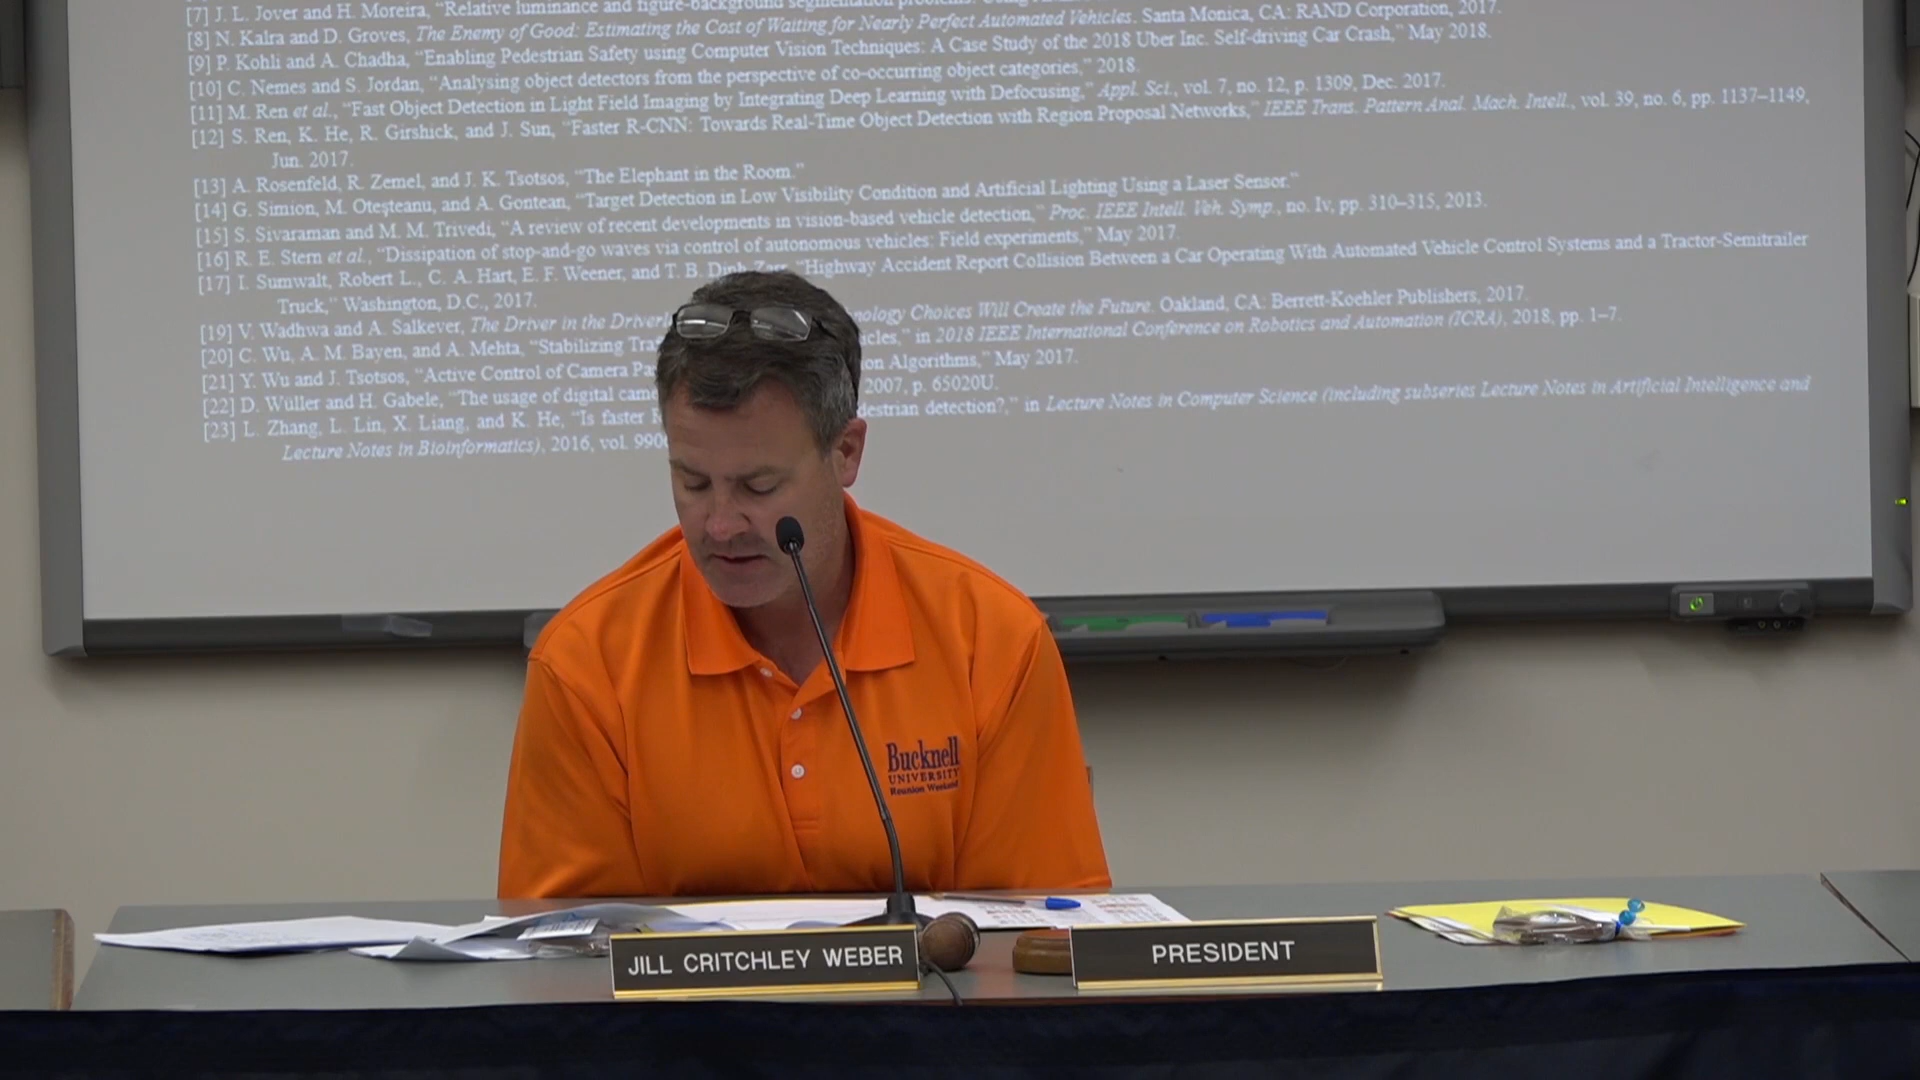 [7] J. L. Jover and H. Moreira, “Relative luminance and figure-background segmentation problems:
[8] N. Kalra and D. Groves, The Enemy of Good: Estimating the Cost of Waiting for Nearly Perfect Automated Vehicles. Santa Monica, CA: RAND Corporation, 2017.
[9] P. Kohli and A. Chadha, “Enabling Pedestrian Safety using Computer Vision Techniques: A Case Study of the 2018 Uber Inc. Self-driving Car Crash,” May 2018.
[10] C. Nemes and S. Jordan, “Analysing object detectors from the perspective of co-occurring object categories,” 2018.
[11] M. Ren et al., “Fast Object Detection in Light Field Imaging by Integrating Deep Learning with Defocusing,” Appl. Sci., vol. 7, no. 12, p. 1309, Dec. 2017.
[12] S. Ren, K. He, R. Girshick, and J. Sun, “Faster R-CNN: Towards Real-Time Object Detection with Region Proposal Networks,” IEEE Trans. Pattern Anal. Mach. Intell., vol. 39, no. 6, pp. 1137–1149,
Jun. 2017.
[13] A. Rosenfeld, R. Zemel, and J. K. Tsotsos, “The Elephant in the Room.”
[14] G. Simion, M. Oteşteanu, and A. Gontean, “Target Detection in Low Visibility Condition and Artificial Lighting Using a Laser Sensor.”
[15] S. Sivaraman and M. M. Trivedi, “A review of recent developments in vision-based vehicle detection,” Proc. IEEE Intell. Veh. Symp., no. Iv, pp. 310–315, 2013.
[16] R. E. Stern et al., “Dissipation of stop-and-go waves via control of autonomous vehicles: Field experiments,” May 2017.
[17] I. Sumwalt, Robert L., C. A. Hart, E. F. Weener, and T. B. “Highway Accident Report Collision Between a Car Operating With Automated Vehicle Control Systems and a Tractor-Semitrailer
Truck,” Washington, D.C., 2017.
[19] V. Wadhwa and A. Salkever, The Driver in the nology Choices Will Create the Future. Oakland, CA: Berrett-Koehler Publishers, 2017.
[20] C. Wu, A. M. Bayen, and A. Mehta, “Stabilizing Tra cles,” in 2018 IEEE International Conference on Robotics and Automation (ICRA), 2018, pp. 1–7.
[21] Y. Wu and J. Tsotsos, “Active Control of Camera Pa on Algorithms,” May 2017.
[22] D. Wüller and H. Gabele, “The usage of digital came 2007, p. 65020U.
[23] L. Zhang, L. Lin, X. Liang, and K. He, “Is faster destrian detection?,” in Lecture Notes in Computer Science (including subseries Lecture Notes in Artificial Intelligence and
Lecture Notes in Bioinformatics), 2016, vol. 990
Bucknell
UNIVERSITY
Reunion Weekend
JILL CRITCHLEY WEBER
PRESIDENT